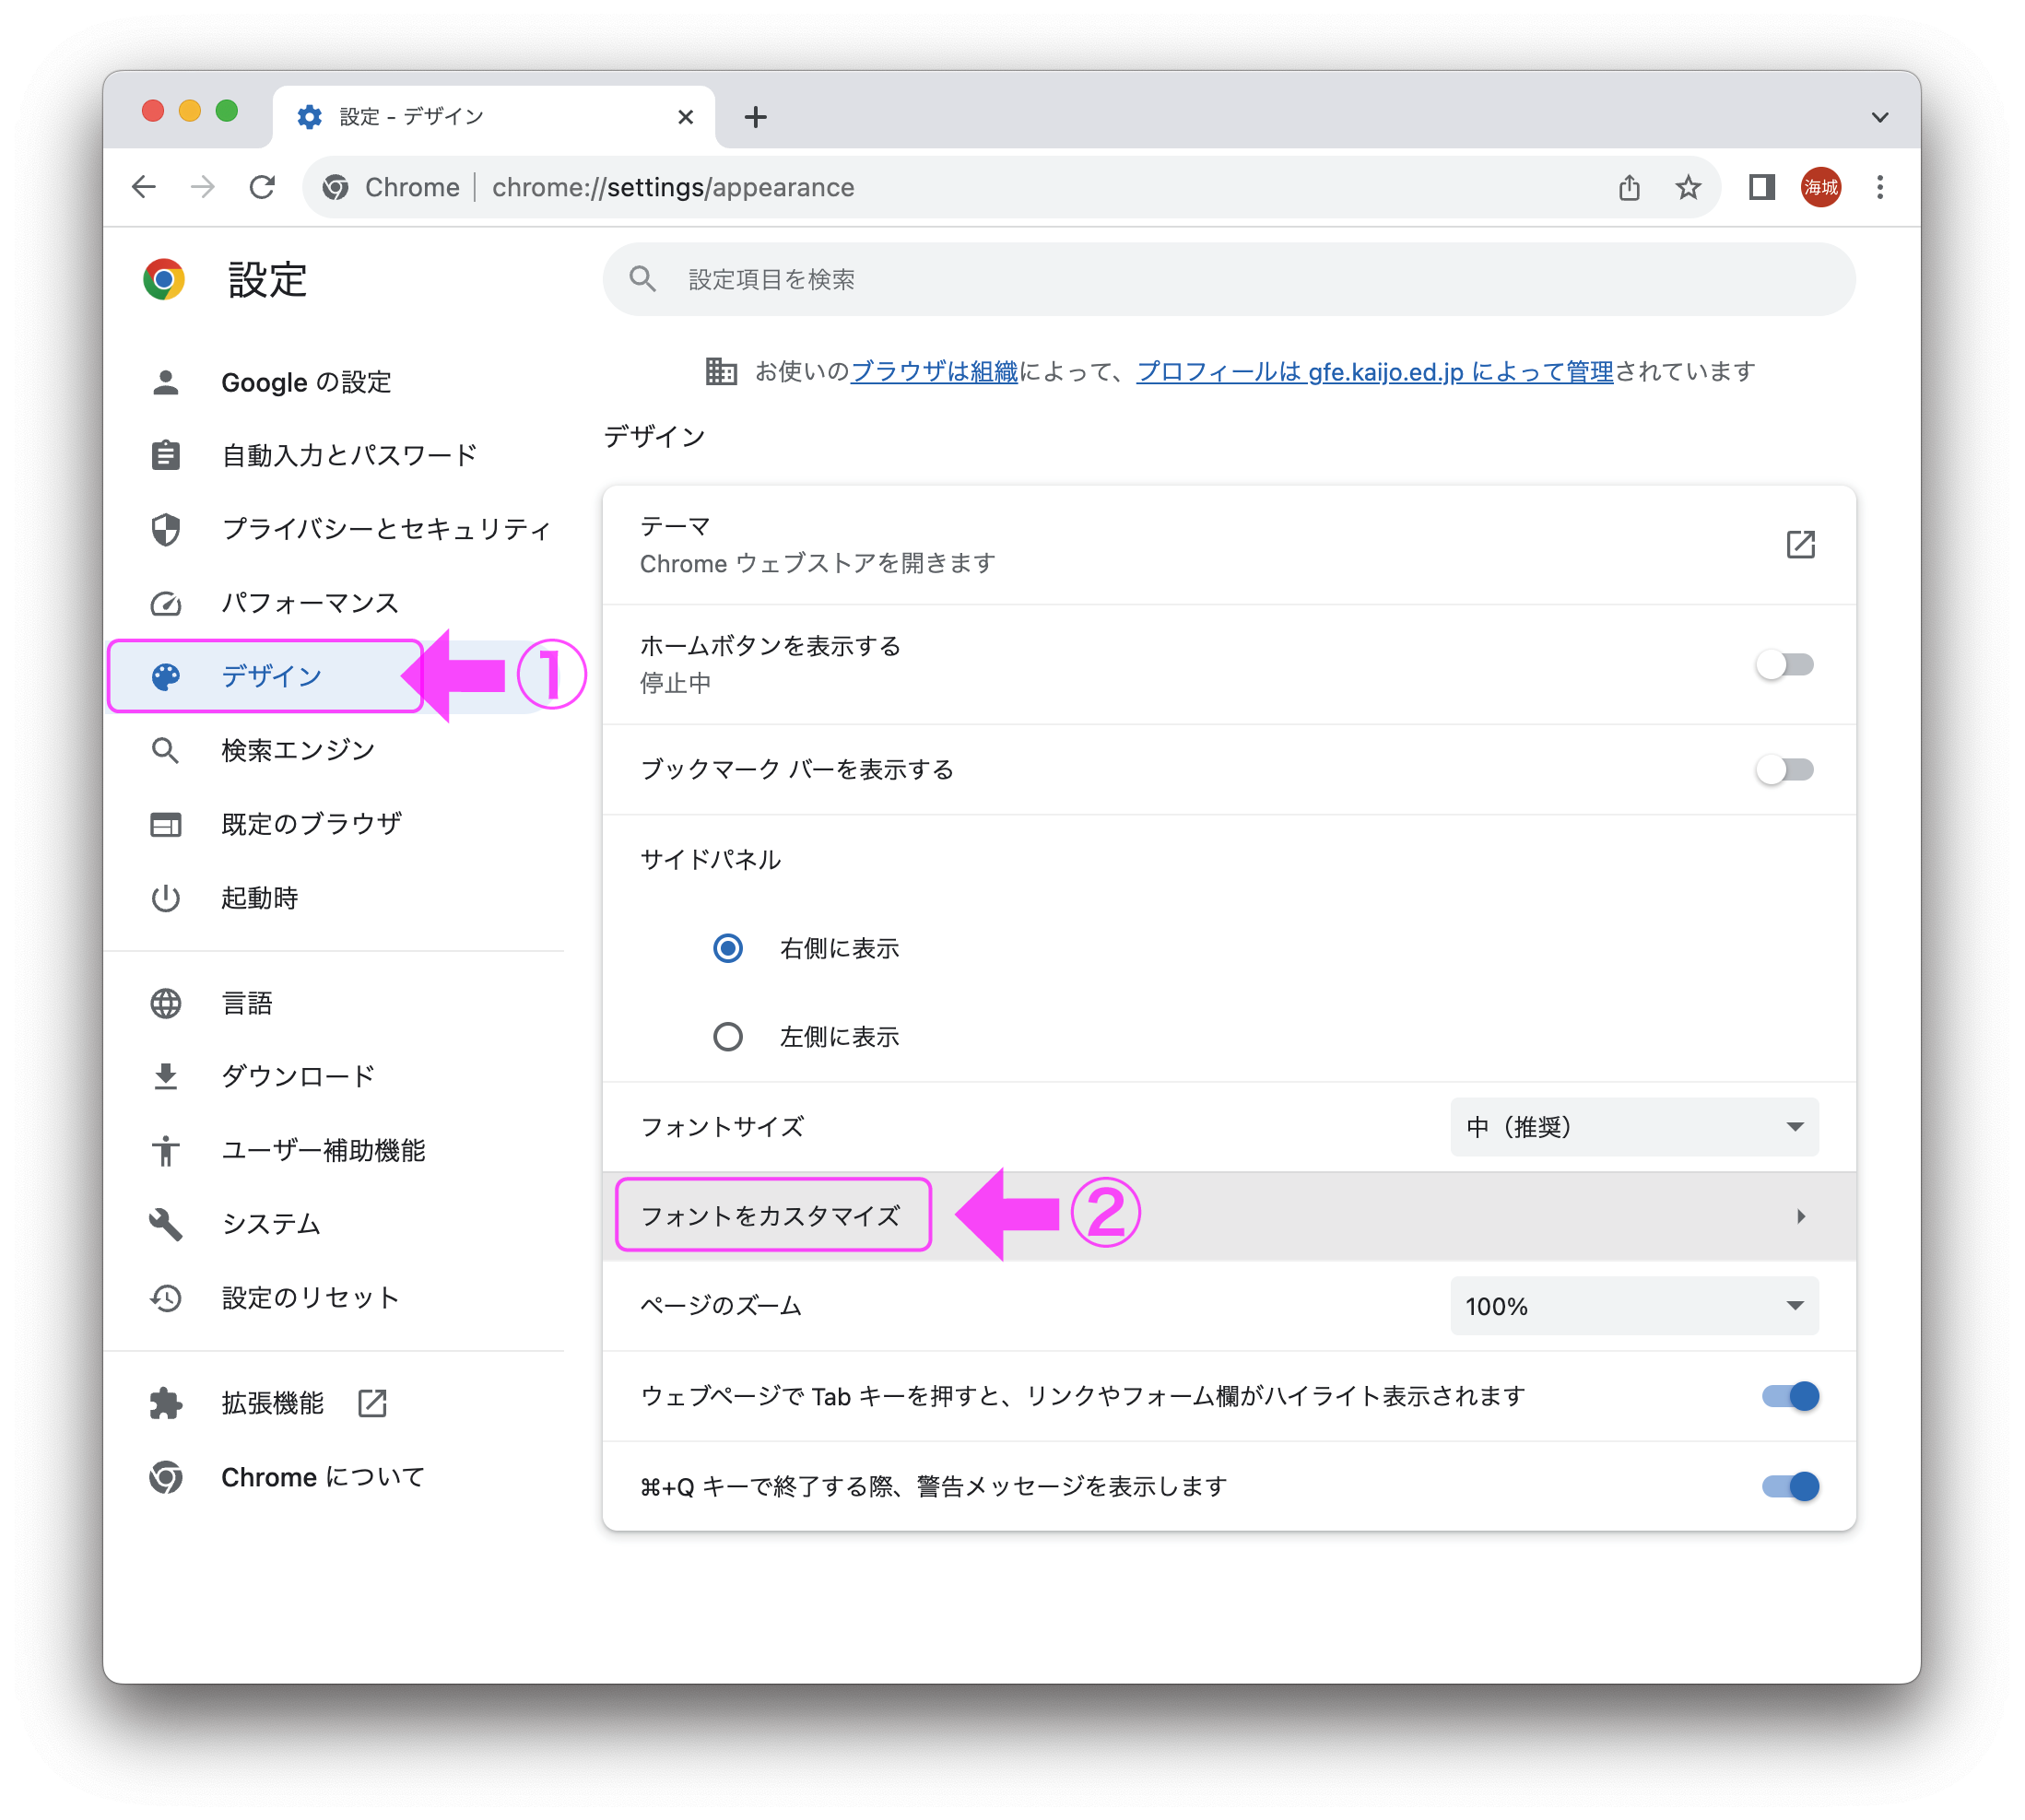 設定 - デザイン
Chrome chrome://settings/appearance
海城
設定
設定項目を検索
お使いのブラウザは組織によって、プロフィールは gfe.kaijo.ed.jp によって管理されています
Google の設定
自動入力とパスワード
プライバシーとセキュリティ
パフォーマンス
デザイン
①
検索エンジン
既定のブラウザ
起動時
言語
ダウンロード
ユーザー補助機能
システム
設定のリセット
拡張機能
Chrome について
デザイン
テーマ
Chrome ウェブストアを開きます
ホームボタンを表示する
停止中
ブックマーク バーを表示する
サイドパネル
右側に表示
左側に表示
フォントサイズ
中（推奨）
フォントをカスタマイズ
②
ページのズーム
100%
ウェブページで Tab キーを押すと、リンクやフォーム欄がハイライト表示されます
⌘+Q キーで終了する際、警告メッセージを表示します